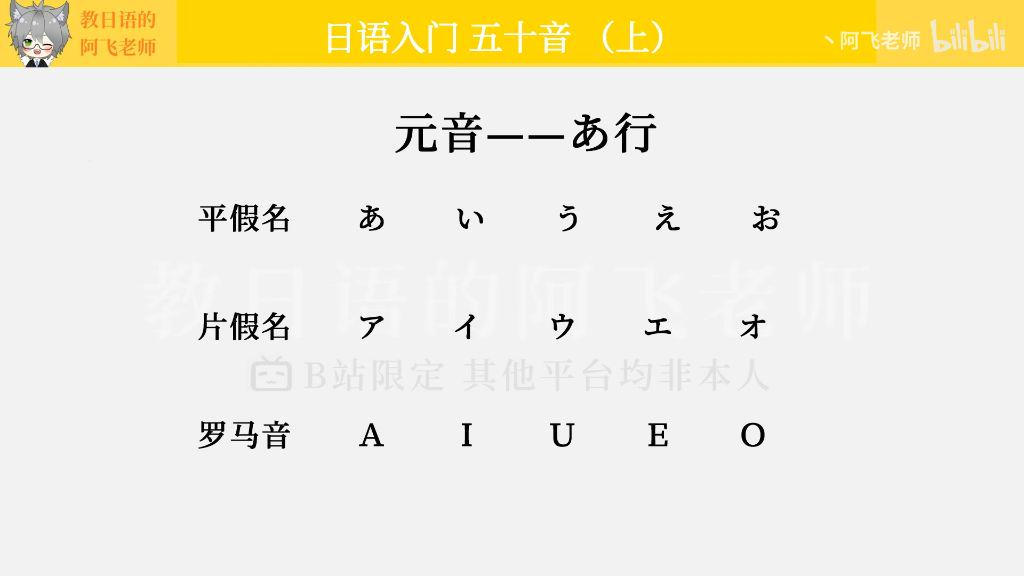 教日语的
阿飞老师
日语入门 五十音 （上）
丶阿飞老师 bilibili
元音——あ行
平假名 あ い う え お
教日语的阿飞老师
片假名 ア イ ウ エ オ
B站限定 其他平台均非本人
罗马音 A I U E O